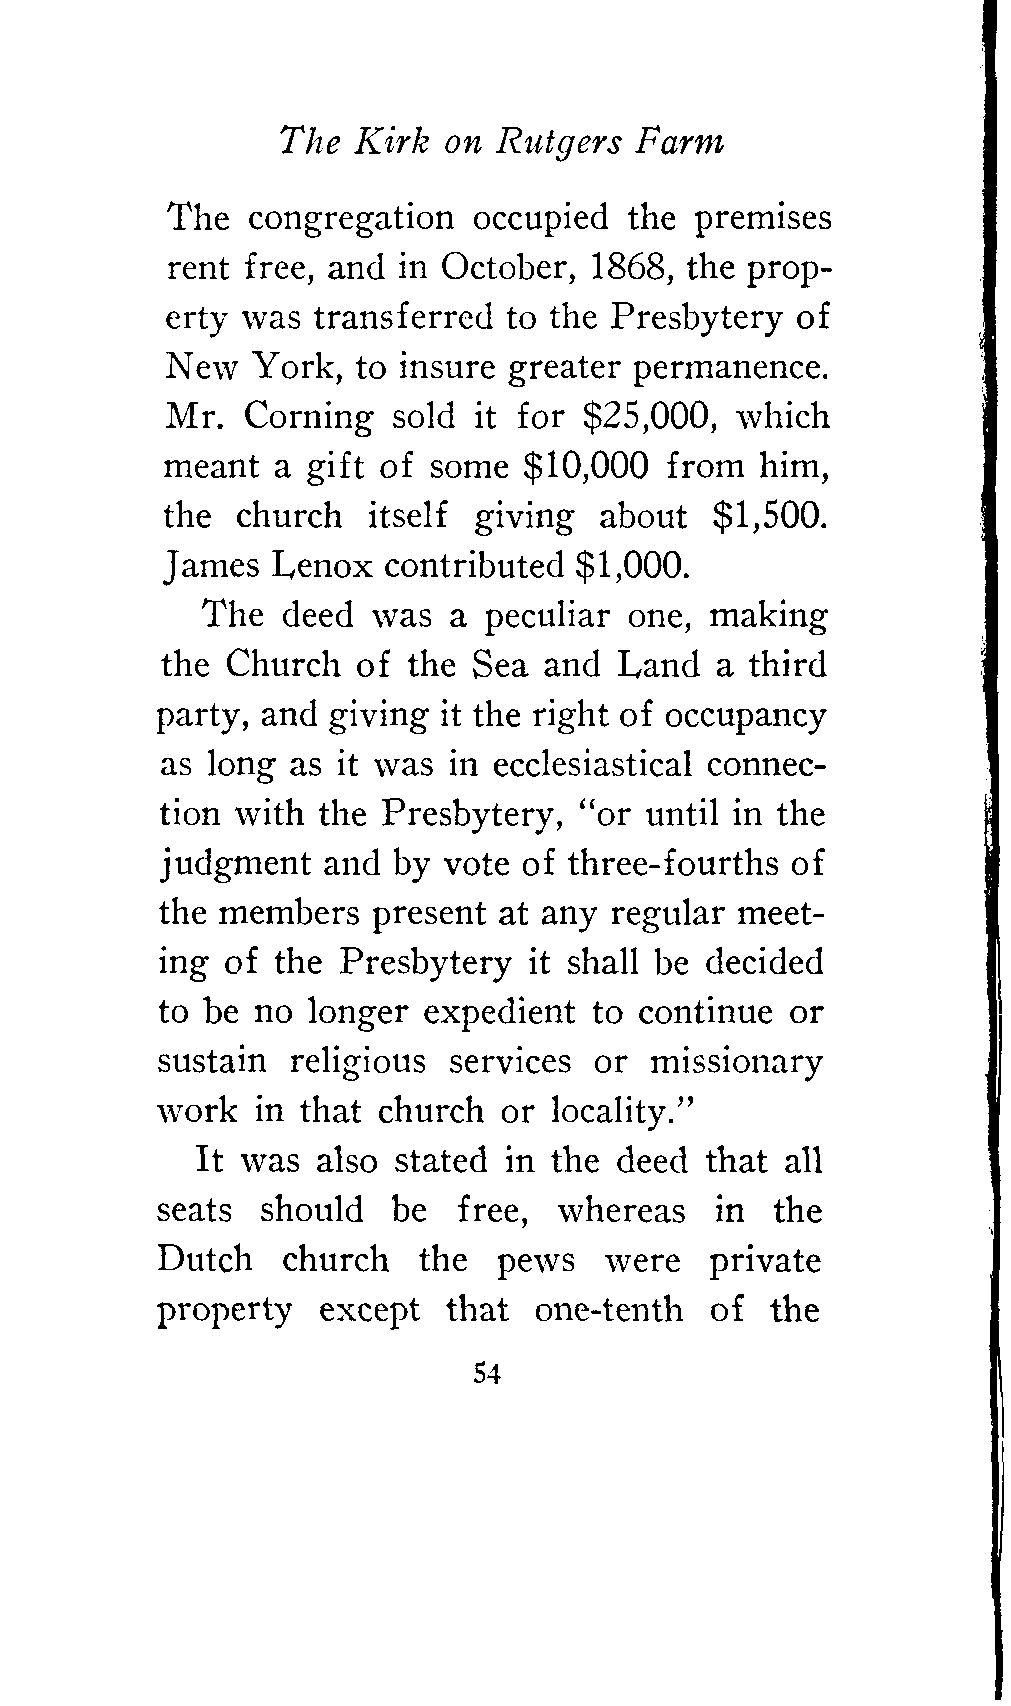 The Kirk on Rutgers Farm
The congregation occupied the premises
rent free, and in October, 1868, the prop-
erty was transferred to the Presbytery of
New York, to insure greater permanence.
Mr. Corning sold it for $25,000, which
meant a gift of some $10,000 from him,
the church itself giving about $1,500.
James Lenox contributed $1,000.
The deed was a peculiar one, making
the Church of the Sea and Land a third
party, and giving it the right of occupancy
as long as it was in ecclesiastical connec-
tion with the Presbytery, "or until in the
judgment and by vote of three-fourths of
the members present at any regular meet-
ing of the Presbytery it shall be decided
to be no longer expedient to continue or
sustain religious services or missionary
work in that church or locality."
It was also stated in the deed that all
seats should be free, whereas in the
Dutch church the pews were private
property except that one-tenth of the
54